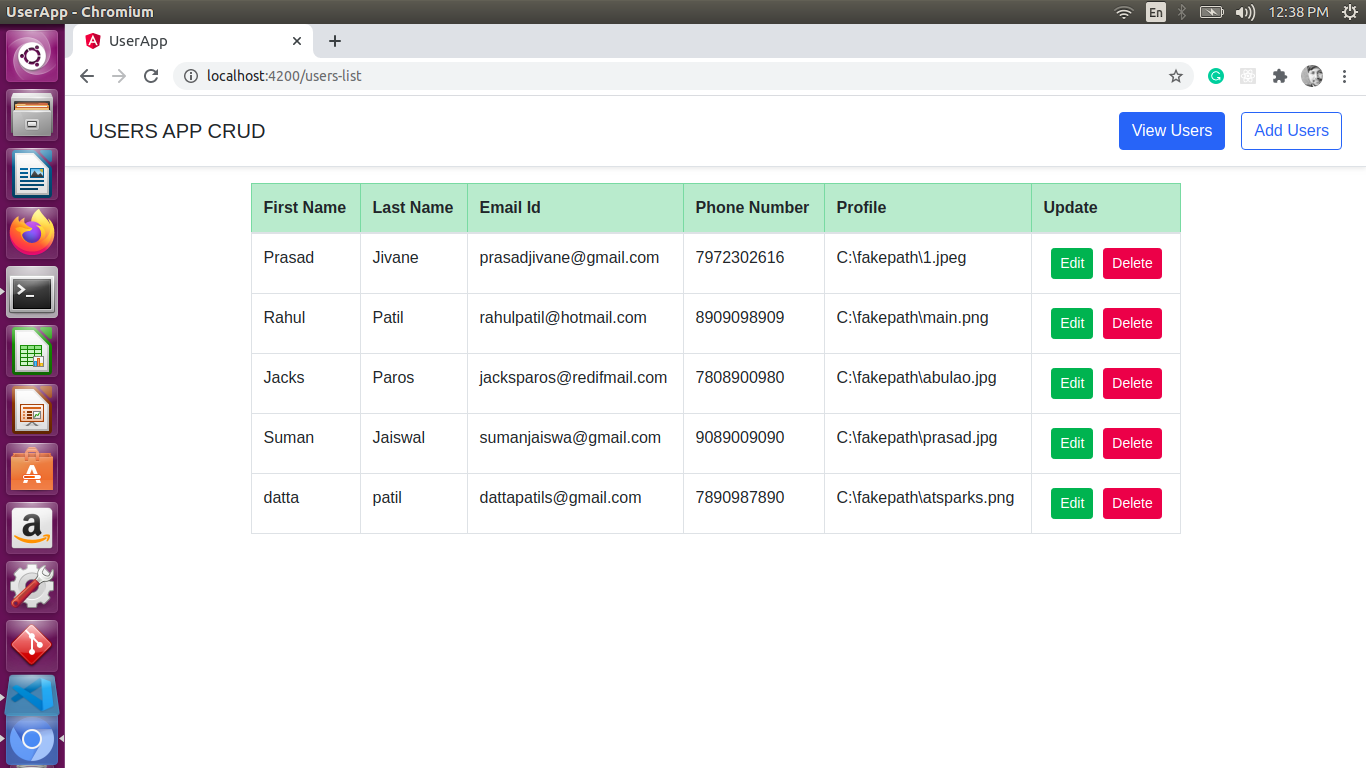 UserApp - Chromium
En
12:38 PM
UserApp
localhost:4200/users-list
USERS APP CRUD
View Users
Add Users
First Name Last Name Email Id Phone Number Profile Update
Prasad Jivane prasadjivane@gmail.com 7972302616 C:\fakepath\1.jpeg Edit Delete
Rahul Patil rahulpatil@hotmail.com 8909098909 C:\fakepath\main.png Edit Delete
Jacks Paros jacksparos@redifmail.com 7808900980 C:\fakepath\abulao.jpg Edit Delete
Suman Jaiswal sumanjaiswa@gmail.com 9089009090 C:\fakepath\prasad.jpg Edit Delete
datta patil dattapatils@gmail.com 7890987890 C:\fakepath\atsparks.png Edit Delete